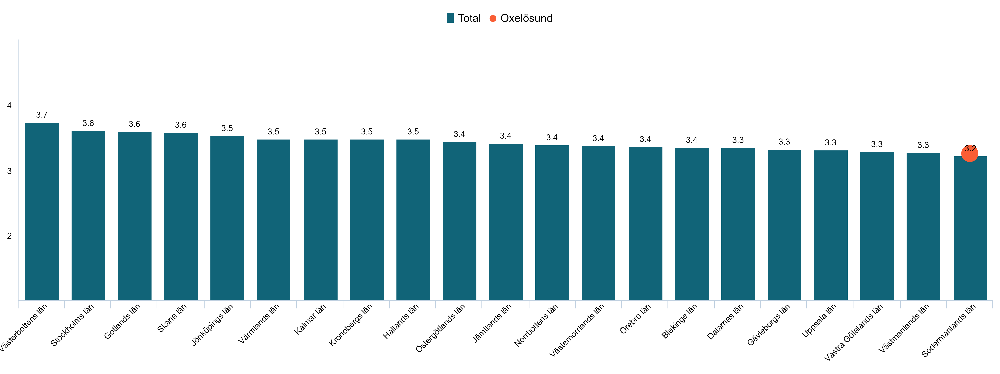 Total Oxelösund
4
3
2
3.7 3.6 3.6 3.6 3.5 3.5 3.5 3.5 3.5 3.4 3.4 3.4 3.4 3.4 3.4 3.3 3.3 3.3 3.3 3.3 3.2
Västerbottens län
Stockholms län
Gotlands län
Skåne län
Jönköpings län
Värmlands län
Kalmar län
Kronobergs län
Hallands län
Östergötlands län
Jämtlands län
Norrbottens län
Västernorrlands län
Örebro län
Blekinge län
Dalarnas län
Gävleborgs län
Uppsala län
Västra Götalands län
Västmanlands län
Södermanlands län